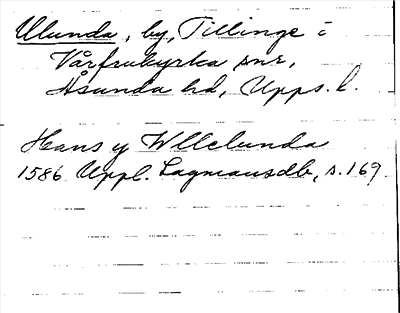 Ulunda, by, Tillinge i
Vårfrukyrka snr,
Åsunda hd, Upps. l.
Hans y Wllelunda
1586 Uppl. Lagmansdb, s. 169